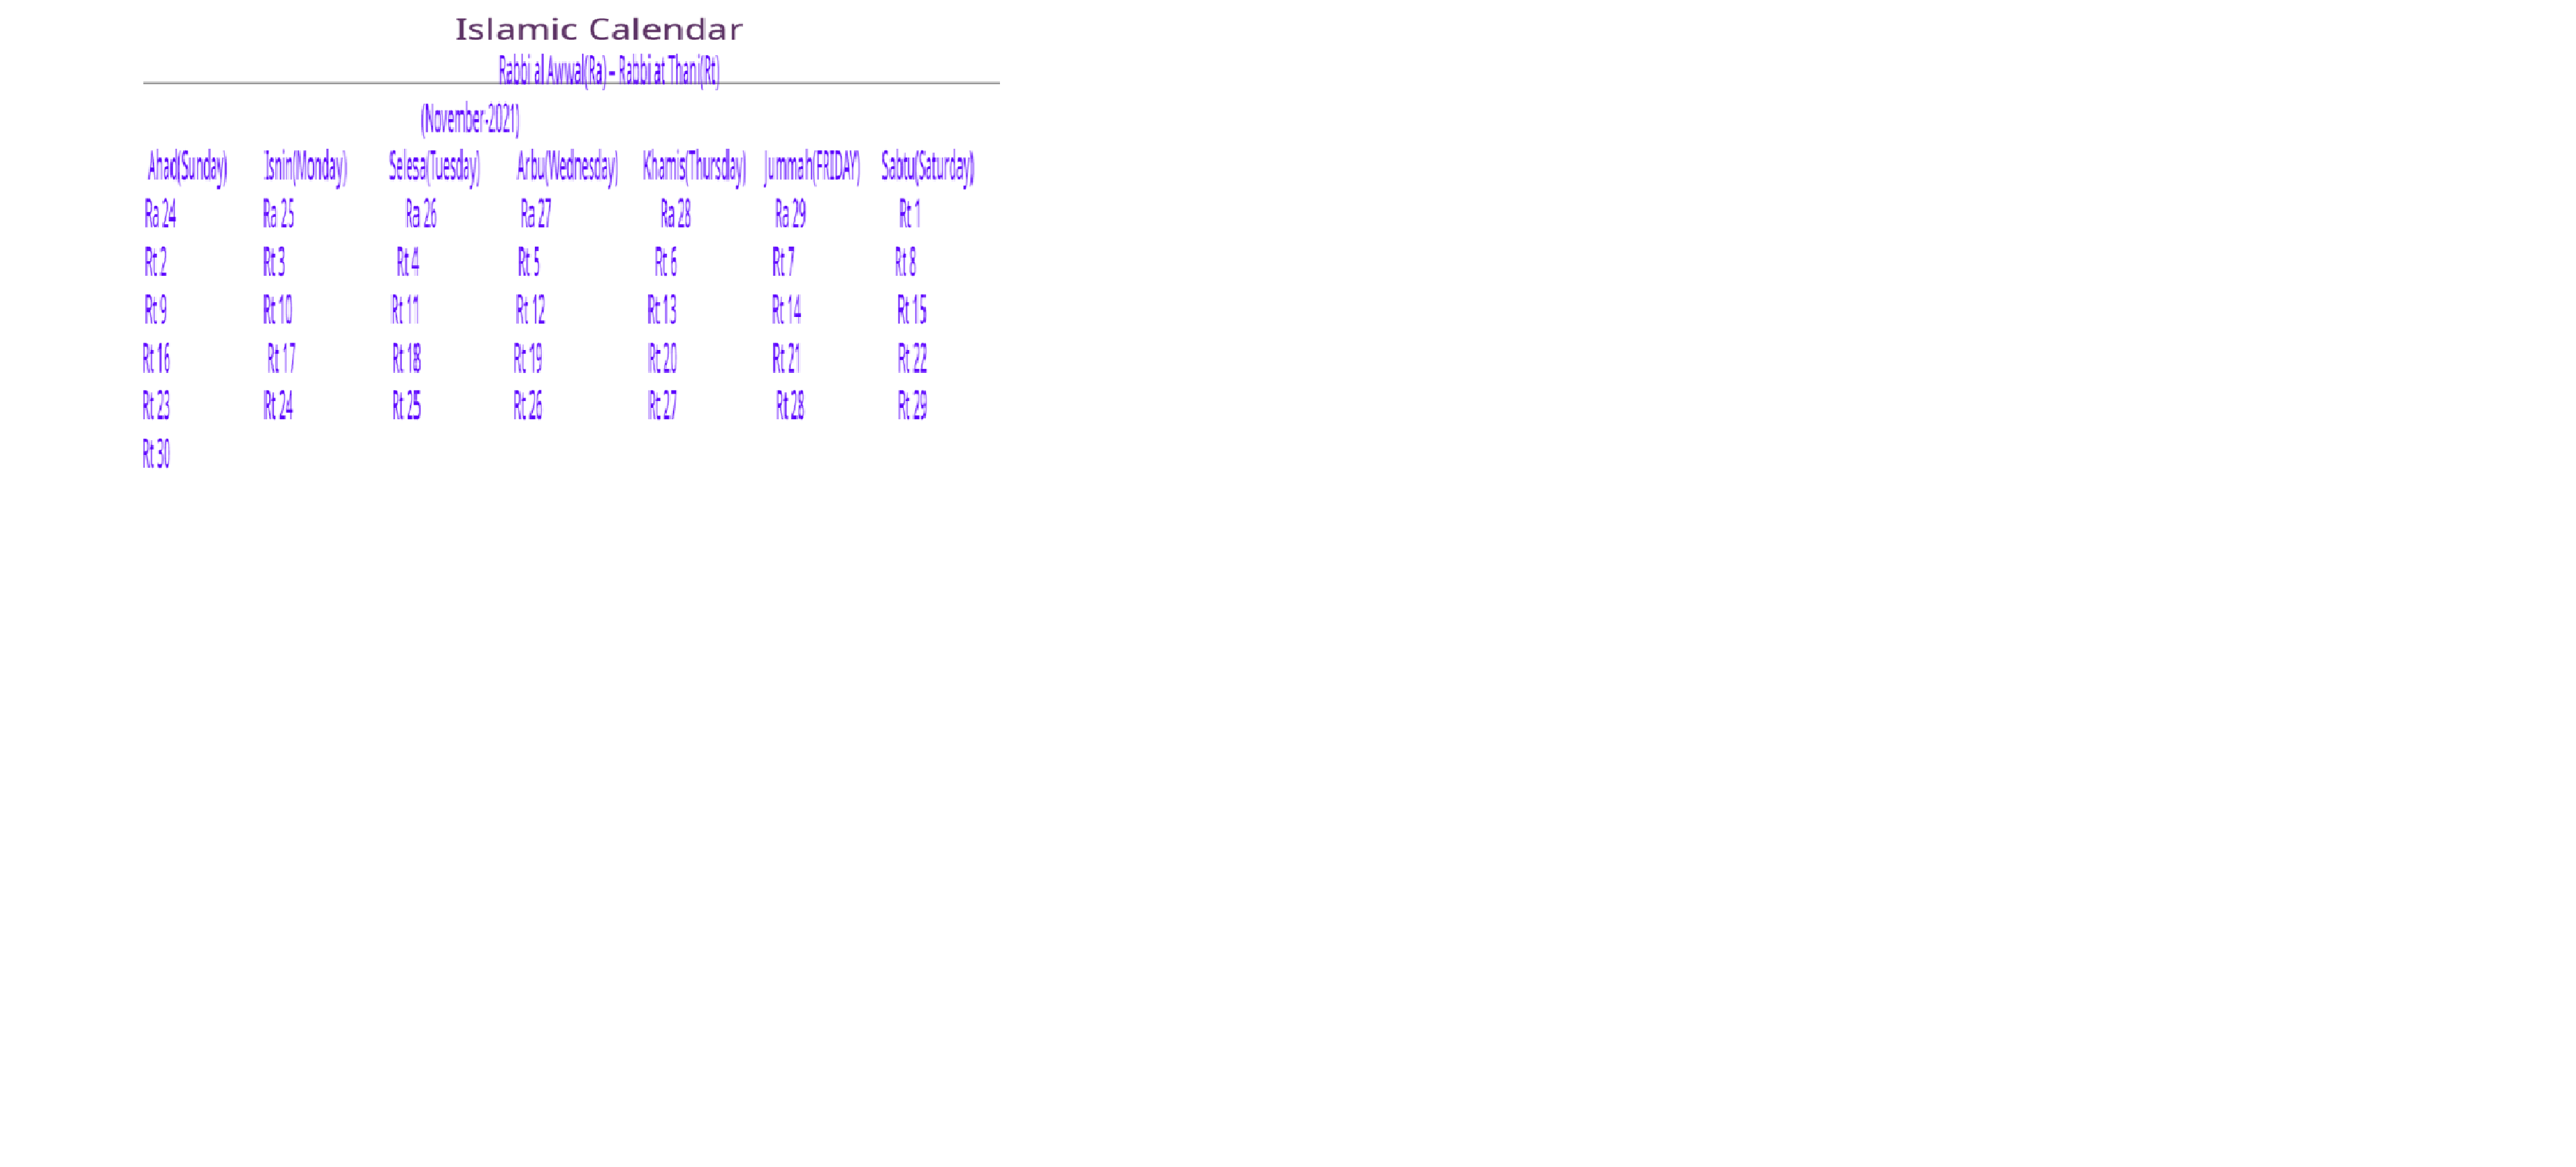 Islamic Calendar
Rabbi al Awwal(Ra) – Rabbi at Thani(Rt)
(November-2021)
Ahad(Sunday) Isnin(Monday) Selesa(Tuesday) Arbu(Wednesday) Khamis(Thursday) Jummah(FRIDAY) Sabtu(Saturday)
Ra 24 Ra 25 Ra 26 Ra 27 Ra 28 Ra 29 Rt 1
Rt 2 Rt 3 Rt 4 Rt 5 Rt 6 Rt 7 Rt 8
Rt 9 Rt 10 Rt 11 Rt 12 Rt 13 Rt 14 Rt 15
Rt 16 Rt 17 Rt 18 Rt 19 Rt 20 Rt 21 Rt 22
Rt 23 Rt 24 Rt 25 Rt 26 Rt 27 Rt 28 Rt 29
Rt 30